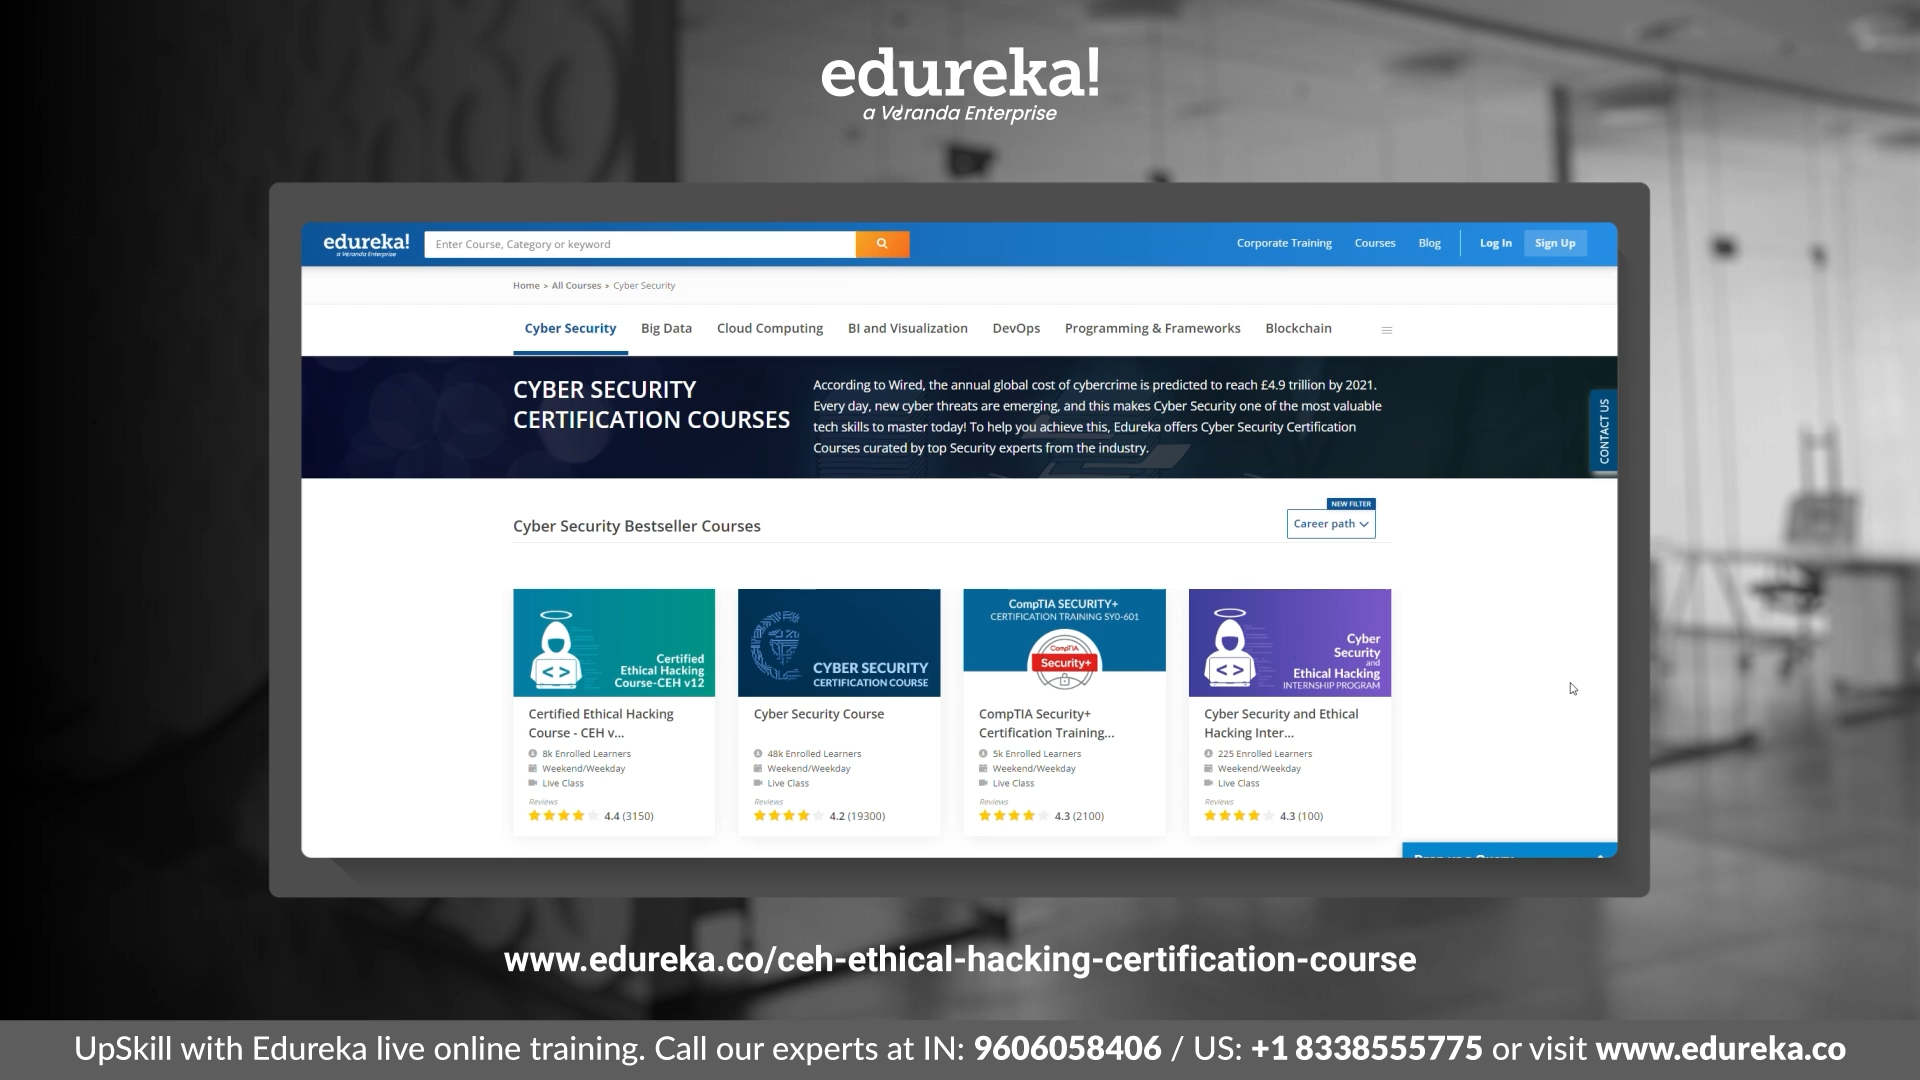 edureka!
a Veranda Enterprise
edureka!
a Veranda Enterprise
Enter Course, Category or keyword
Corporate Training
Courses
Blog
Log In
Sign Up
Home > All Courses > Cyber Security
Cyber Security
Big Data
Cloud Computing
BI and Visualization
DevOps
Programming & Frameworks
Blockchain
CYBER SECURITY
CERTIFICATION COURSES
According to Wired, the annual global cost of cybercrime is predicted to reach £4.9 trillion by 2021.
Every day, new cyber threats are emerging, and this makes Cyber Security one of the most valuable
tech skills to master today! To help you achieve this, Edureka offers Cyber Security Certification
Courses curated by top Security experts from the industry.
CONTACT US
Cyber Security Bestseller Courses
NEW FILTER
Career path
Certified
Ethical Hacking
Course-CEH v12
Certified Ethical Hacking
Course - CEH v...
8k Enrolled Learners
Weekend/Weekday
Live Class
Reviews
4.4 (3150)
CYBER SECURITY
CERTIFICATION COURSE
Cyber Security Course
48k Enrolled Learners
Weekend/Weekday
Live Class
Reviews
4.2 (19300)
CompTIA SECURITY+
CERTIFICATION TRAINING SY0-601
CompTIA
Security+
CompTIA Security+
Certification Training...
5k Enrolled Learners
Weekend/Weekday
Live Class
Reviews
4.3 (2100)
Cyber
Security
and
Ethical Hacking
INTERNSHIP PROGRAM
Cyber Security and Ethical
Hacking Inter...
225 Enrolled Learners
Weekend/Weekday
Live Class
Reviews
4.3 (100)
www.edureka.co/ceh-ethical-hacking-certification-course
UpSkill with Edureka live online training. Call our experts at IN: 9606058406 / US: +1 8338555775 or visit www.edureka.co